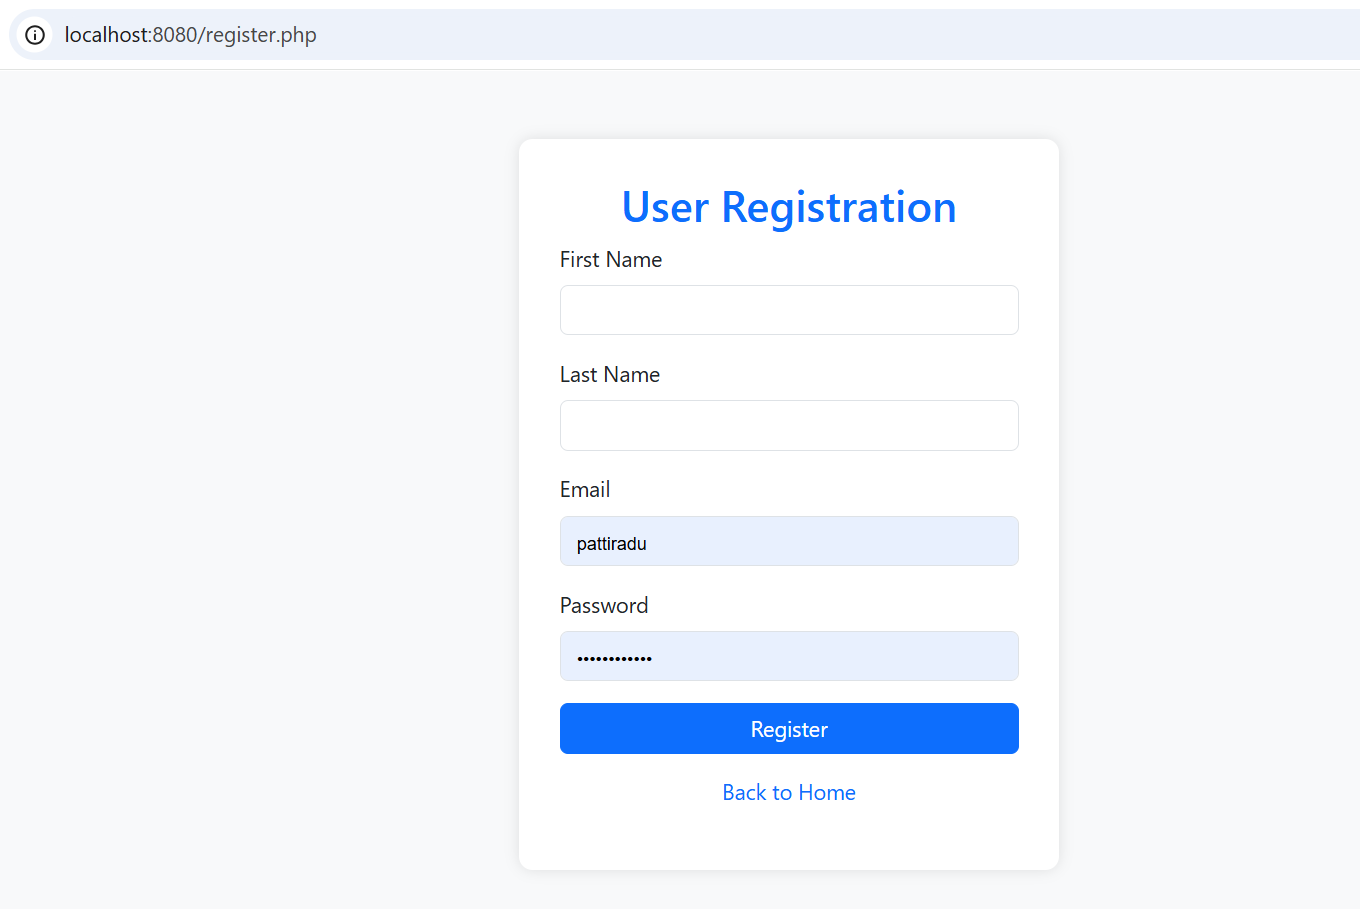 localhost:8080/register.php
User Registration
First Name
Last Name
Email
pattiradu
Password
••••••••••••
Register
Back to Home